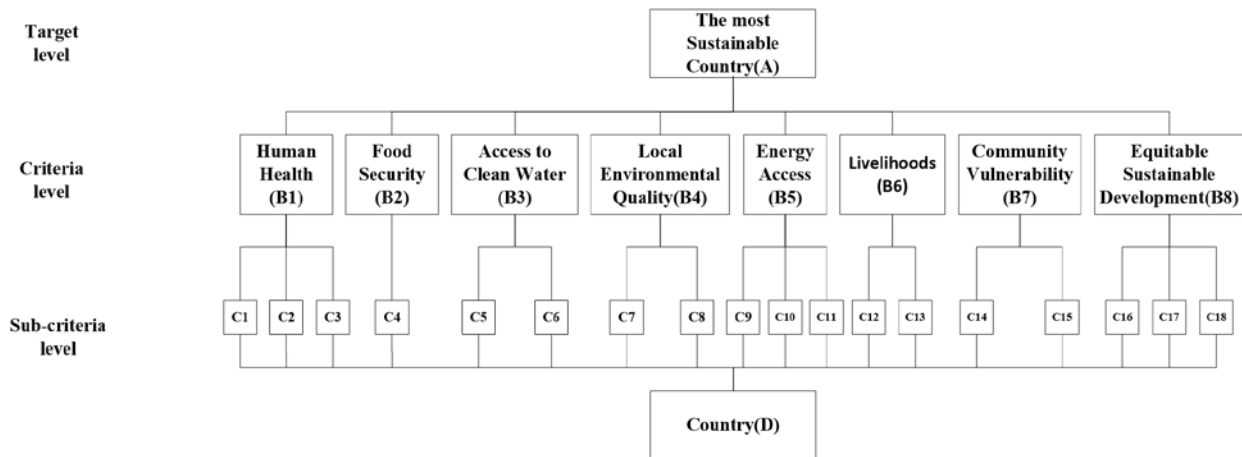 Target
level
The most
Sustainable
Country(A)
Criteria
level
Human
Health
(B1)
Food
Security
(B2)
Access to
Clean Water
(B3)
Local
Environmental
Quality(B4)
Energy
Access
(B5)
Livelihoods
(B6)
Community
Vulnerability
(B7)
Equitable
Sustainable
Development(B8)
Sub-criteria
level
C1
C2
C3
C4
C5
C6
C7
C8
C9
C10
C11
C12
C13
C14
C15
C16
C17
C18
Country(D)